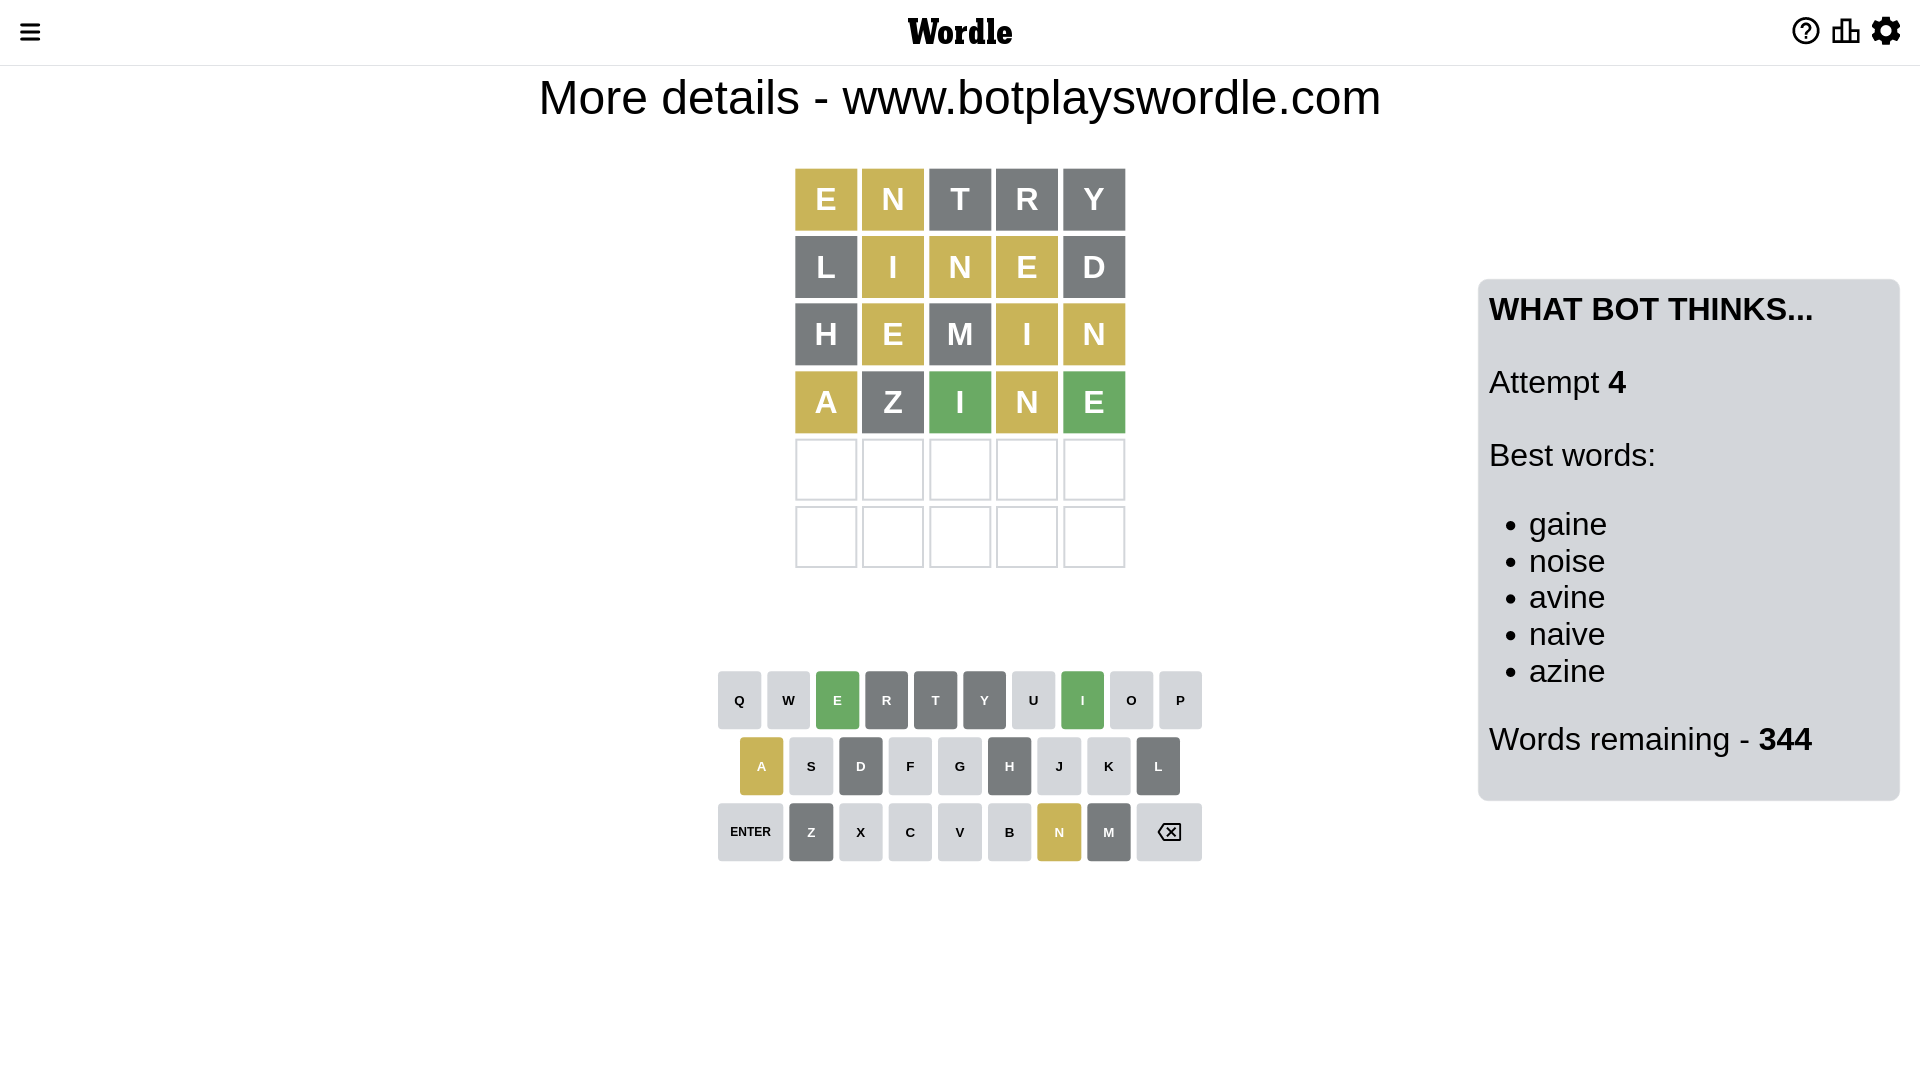 Wordle
More details - www.botplayswordle.com
E N T R Y
L I N E D
H E M I N
A Z I N E
WHAT BOT THINKS...
Attempt 4
Best words:
• gaine
• noise
• avine
• naive
• azine
Words remaining - 344
Q W E R T Y U I O P
A S D F G H J K L
ENTER Z X C V B N M